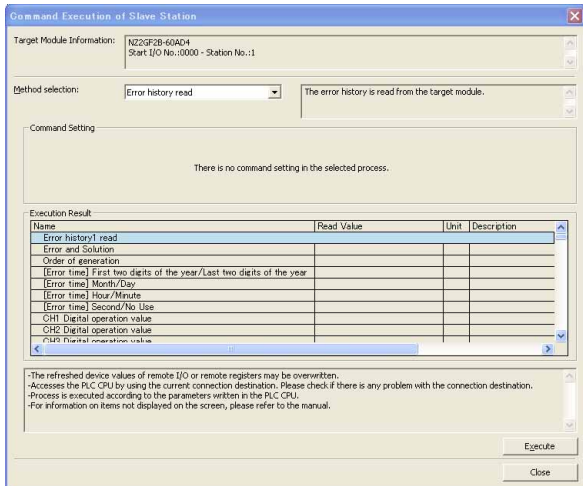 Command Execution of Slave Station
Target Module Information:
NZ2GF2B-60AD4
Start I/O No.:0000 - Station No.:1
Method selection:
Error history read
The error history is read from the target module.
Command Setting
There is no command setting in the selected process.
Execution Result
Name Read Value Unit Description
Error history1 read
Error and Solution
Order of generation
[Error time] First two digits of the year/Last two digits of the year
[Error time] Month/Day
[Error time] Hour/Minute
[Error time] Second/No Use
CH1 Digital operation value
CH2 Digital operation value
CH3 Digital operation value
-The refreshed device values of remote I/O or remote registers may be overwritten.
-Accesses the PLC CPU by using the current connection destination. Please check if there is any problem with the connection destination.
-Process is executed according to the parameters written in the PLC CPU.
-For information on items not displayed on the screen, please refer to the manual.
Execute
Close